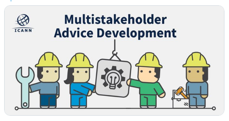 ICANN
Multistakeholder
Advice Development